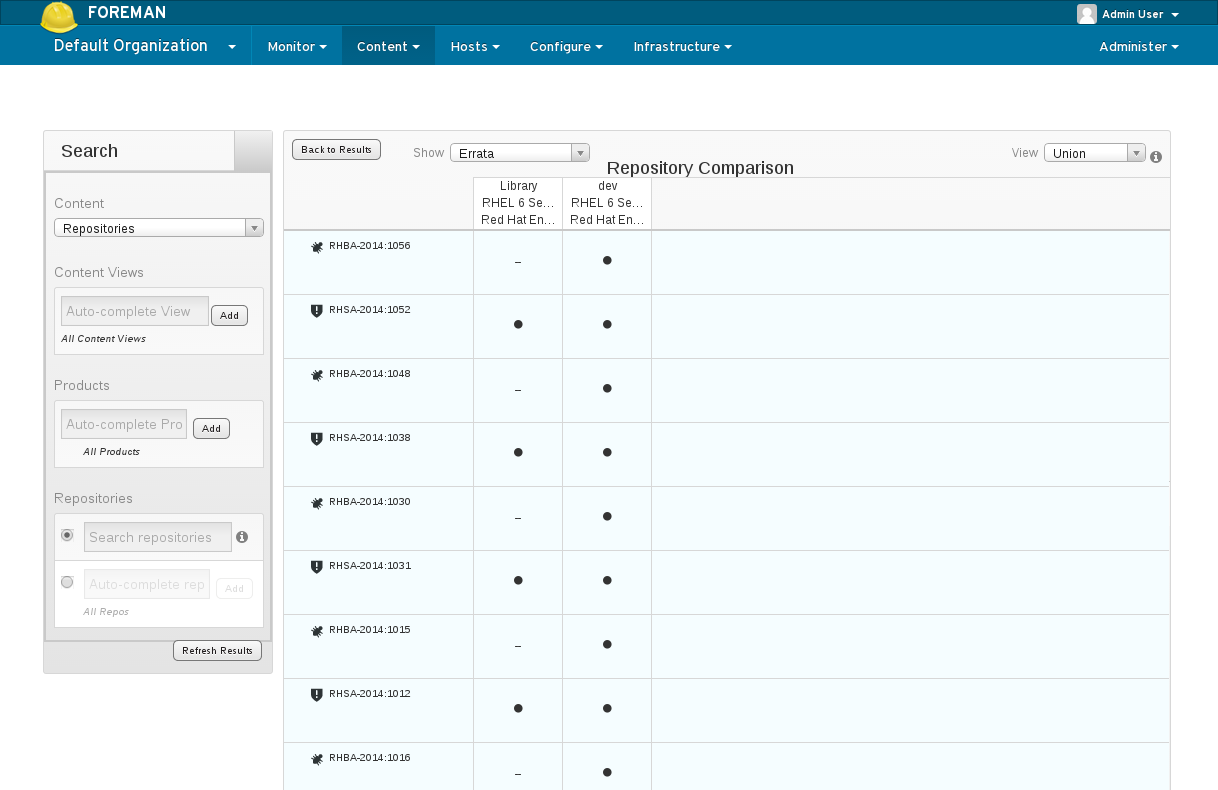 FOREMAN
Admin User
Default Organization
Monitor
Content
Hosts
Configure
Infrastructure
Administer
Search
Content
Repositories
Content Views
Auto-complete View
Add
All Content Views
Products
Auto-complete Pro
Add
All Products
Repositories
Search repositories
Auto-complete rep
Add
All Repos
Refresh Results
Back to Results
Show
Errata
Repository Comparison
View
Union
Library
RHEL 6 Se...
Red Hat En...
dev
RHEL 6 Se...
Red Hat En...
RHBA-2014:1056
RHSA-2014:1052
RHBA-2014:1048
RHSA-2014:1038
RHBA-2014:1030
RHSA-2014:1031
RHBA-2014:1015
RHSA-2014:1012
RHBA-2014:1016